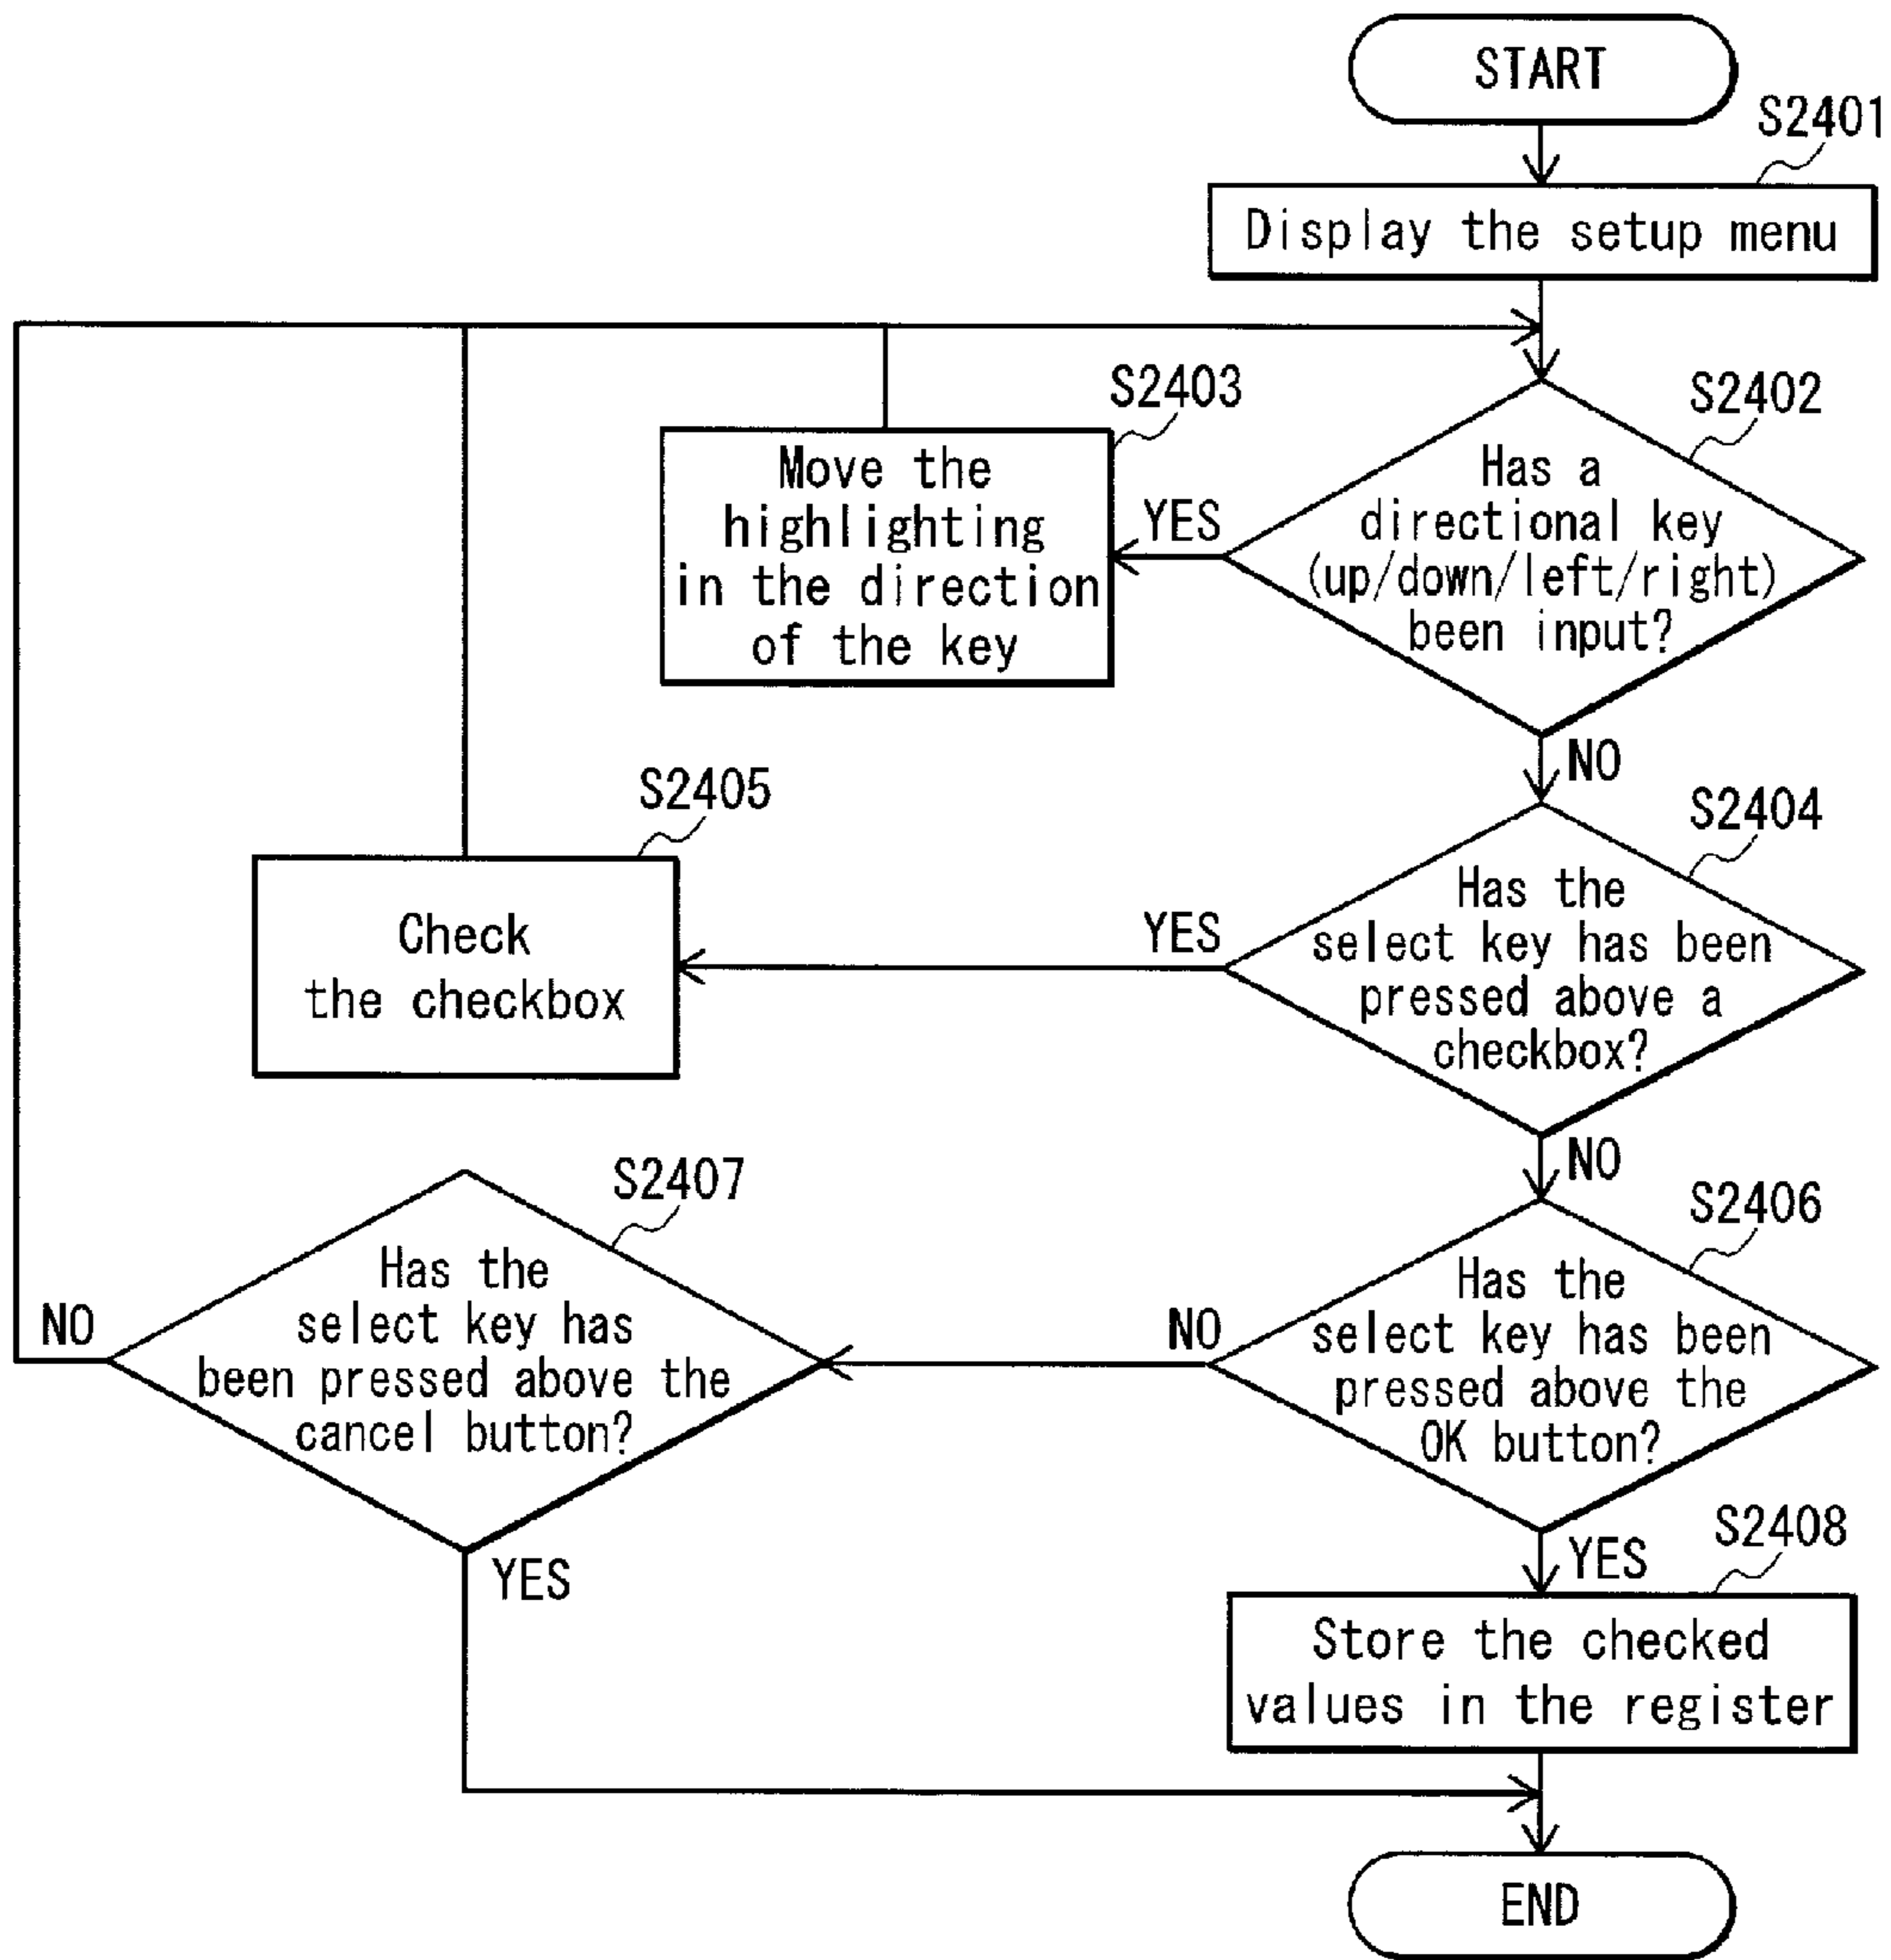 START
S2401
Display the setup menu
S2402
Has a
directional key
(up/down/left/right)
been input?
YES
S2403
Move the
highlighting
in the direction
of the key
NO
S2404
Has the
select key has been
pressed above a
checkbox?
YES
S2405
Check
the checkbox
NO
S2406
Has the
select key has been
pressed above the
OK button?
NO
S2407
Has the
select key has
been pressed above the
cancel button?
NO
YES
YES
S2408
Store the checked
values in the register
END